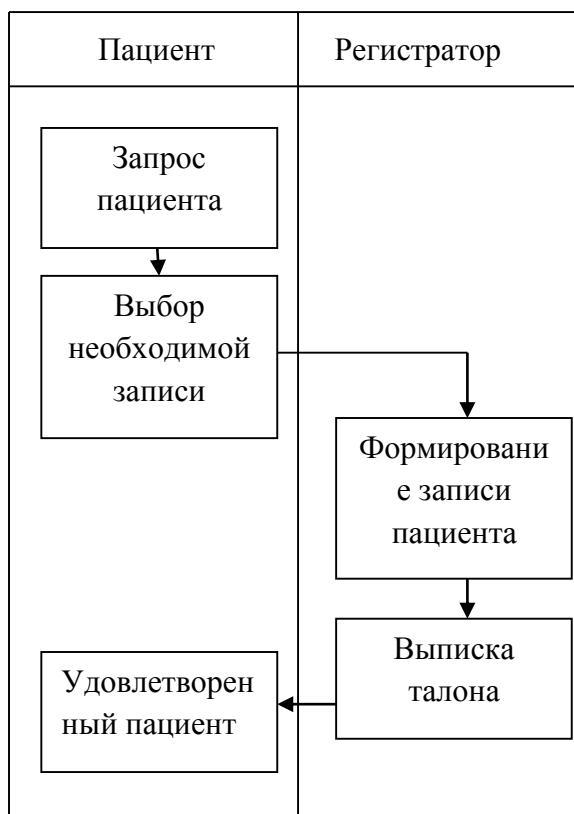 Пациент
Регистратор
Запрос
пациента
Выбор
необходимой
записи
Формировани
е записи
пациента
Выписка
талона
Удовлетворен
ный пациент